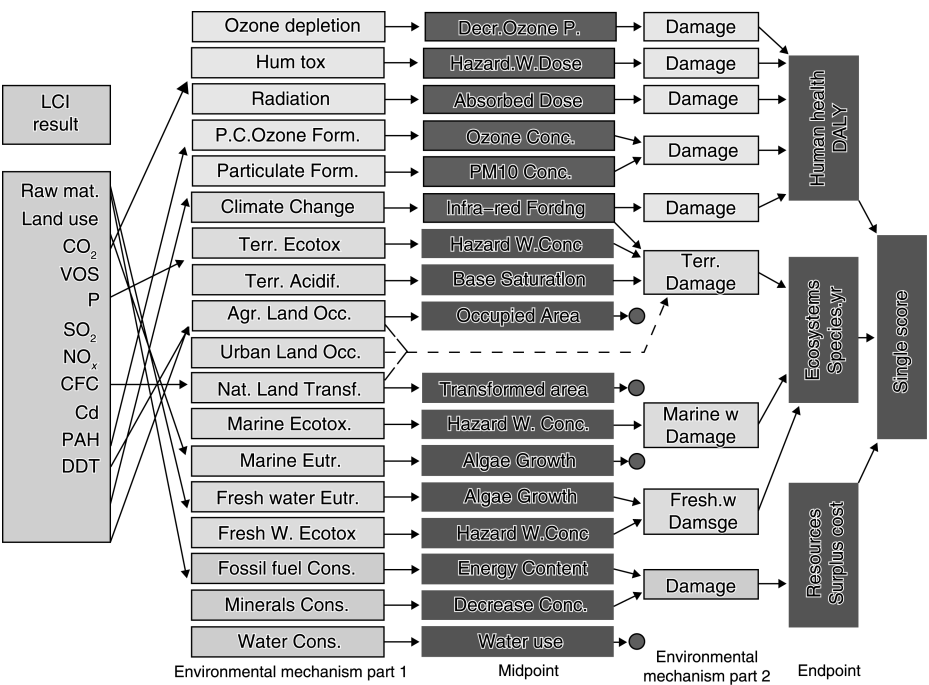 LCI
result
Raw mat.
Land use
CO2
VOS
P
SO2
NOx
CFC
Cd
PAH
DDT
Ozone depletion
Hum tox
Radiation
P.C.Ozone Form.
Particulate Form.
Climate Change
Terr. Ecotox
Terr. Acidif.
Agr. Land Occ.
Urban Land Occ.
Nat. Land Transf.
Marine Ecotox.
Marine Eutr.
Fresh water Eutr.
Fresh W. Ecotox
Fossil fuel Cons.
Minerals Cons.
Water Cons.
Environmental mechanism part 1
Decr.Ozone P.
Hazard.W.Dose
Absorbed Dose
Ozone Conc.
PM10 Conc.
Infra–red Fordng
Hazard W.Conc
Base SaturatIon
Occupied Area
Transformed area
Hazard W. Conc.
Algae Growth
Algae Growth
Hazard W.Conc
Energy Content
Decrease Conc.
Water use
Midpoint
Damage
Damage
Damage
Damage
Damage
Terr.
Damage
Marine w
Damage
Fresh.w
Damsge
Damage
Environmental
mechanism part 2
Human health
DALY
Ecosystems
Species.yr
Resources
Surplus cost
Endpoint
Single score